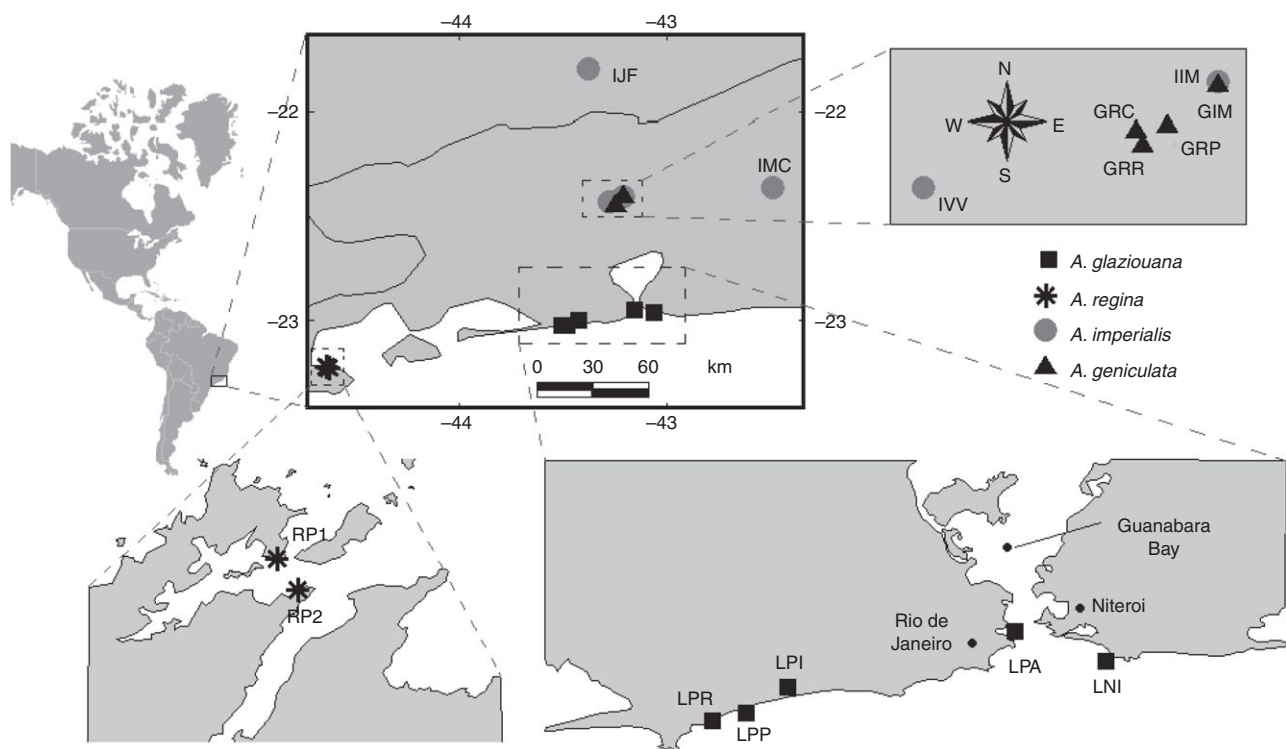 –44
–43
IJF
–22
–22
IMC
–23
–23
0
30
60
km
–44
–43
N
W
E
S
IIM
GRC
GIM
GRP
GRR
IVV
A. glaziouana
A. regina
A. imperialis
A. geniculata
RP1
RP2
Guanabara
Bay
Niteroi
Rio de
Janeiro
LPA
LNI
LPI
LPR
LPP